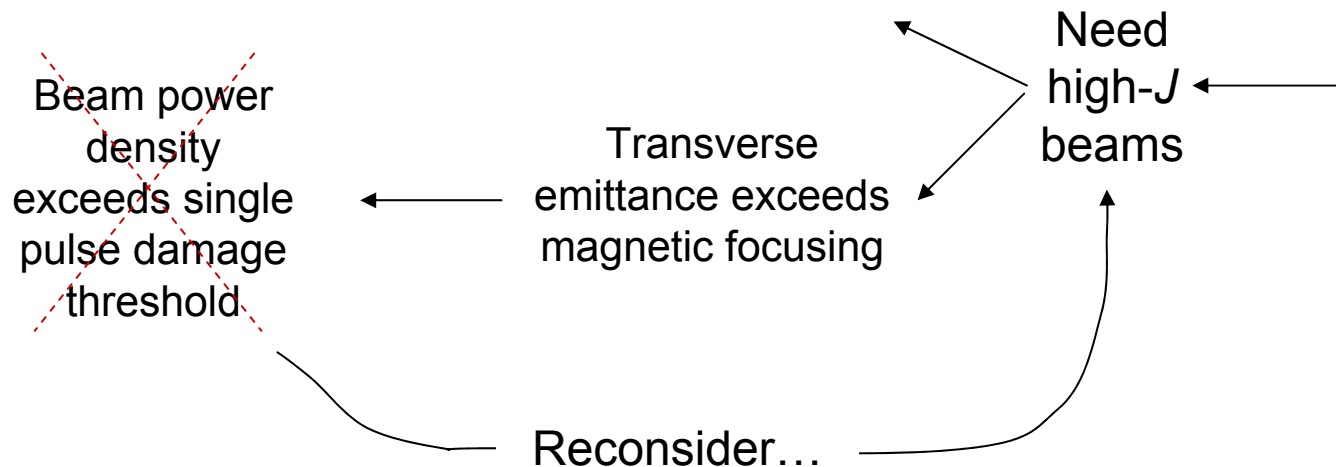 Beam power
density
exceeds single
pulse damage
threshold
Transverse
emittance exceeds
magnetic focusing
Need
high-J
beams
Reconsider…